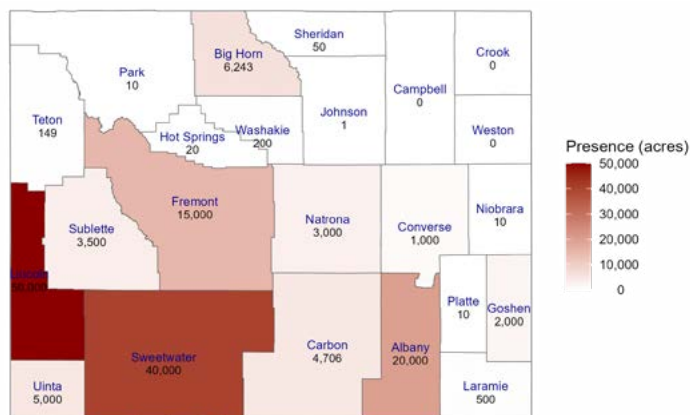 Sheridan
50
Big Horn
6,243
Crook
0
Park
10
Campbell
0
Johnson
1
Teton
149
Hot Springs
20
Washakie
200
Weston
0
Fremont
15,000
Sublette
3,500
Natrona
3,000
Converse
1,000
Niobrara
10
Lincoln
50,000
Platte
10
Goshen
2,000
Sweetwater
40,000
Carbon
4,706
Albany
20,000
Uinta
5,000
Laramie
500
Presence (acres)
50,000
40,000
30,000
20,000
10,000
0